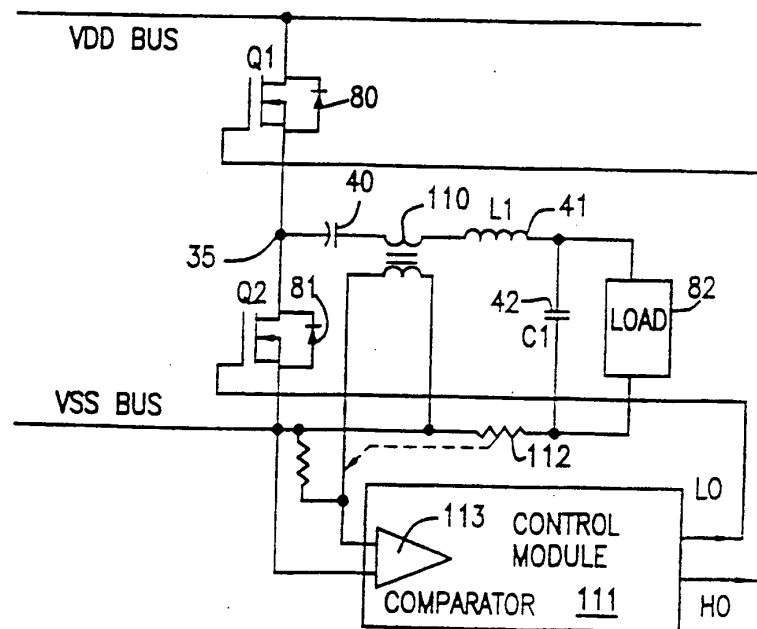 VDD BUS
Q1
80
40
110
L1
41
35
Q2
81
42
C1
LOAD
82
VSS BUS
112
LO
113
CONTROL
MODULE
COMPARATOR
111
HO